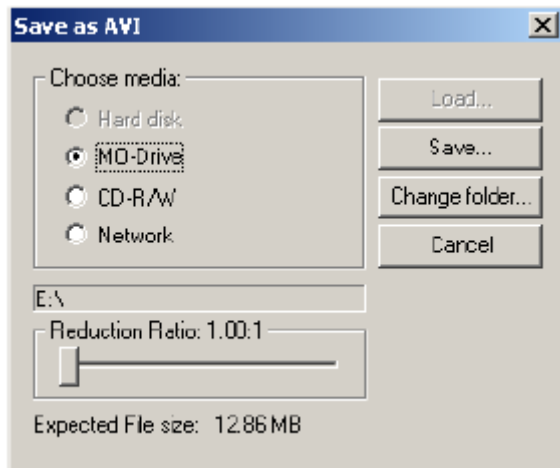 Save as AVI
Choose media:
Hard disk
MO-Drive
CD-R/W
Network
Load...
Save...
Change folder...
Cancel
E:\
Reduction Ratio: 1.00:1
Expected File size: 12.86 MB